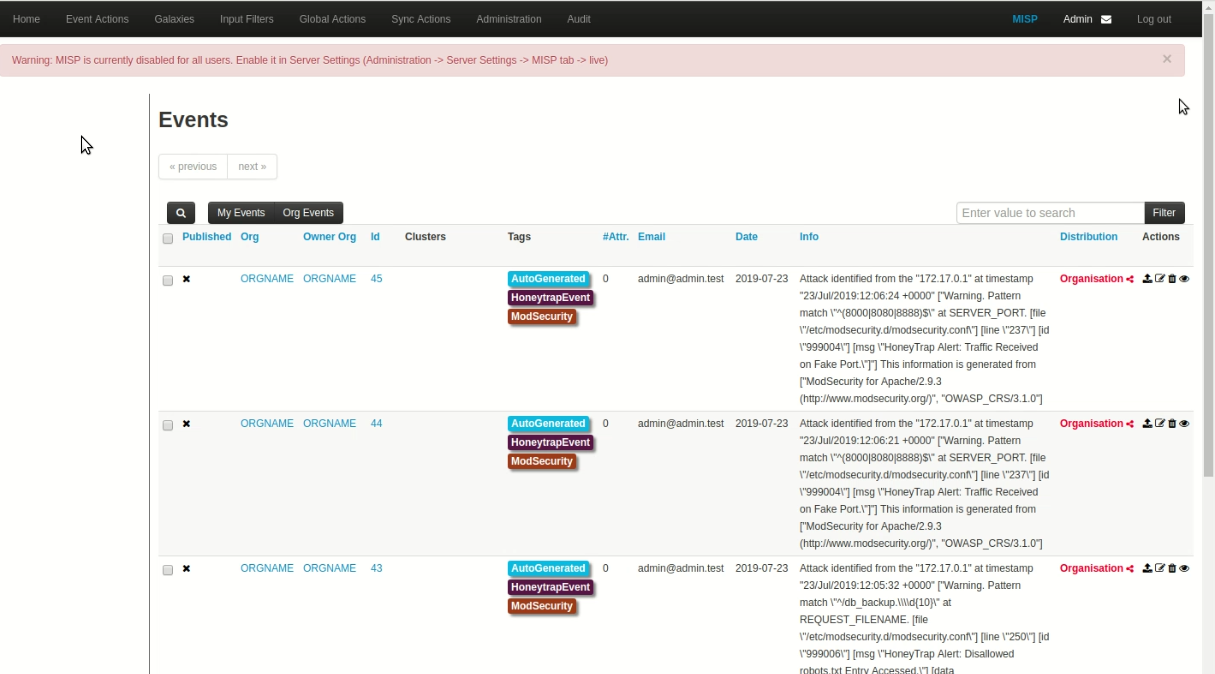 Home Event Actions Galaxies Input Filters Global Actions Sync Actions Administration Audit MISP Admin Log out
Warning: MISP is currently disabled for all users. Enable it in Server Settings (Administration -> Server Settings -> MISP tab -> live) ×
Events
« previous next »
My Events Org Events Enter value to search Filter
Published Org Owner Org Id Clusters Tags #Attr. Email Date Info Distribution Actions
ORGNAME ORGNAME 45 AutoGenerated 0 admin@admin.test 2019-07-23 Attack identified from the "172.17.0.1" at timestamp Organisation
HoneytrapEvent "23/Jul/2019:12:06:24 +0000" ["Warning. Pattern
ModSecurity match \"^(8000|8080|8888)$\" at SERVER_PORT. [file
\"/etc/modsecurity.d/modsecurity.conf\"] [line \"237\"] [id
\"999004\"] [msg \"HoneyTrap Alert: Traffic Received
on Fake Port.\"]"] This information is generated from
["ModSecurity for Apache/2.9.3
(http://www.modsecurity.org/)", "OWASP_CRS/3.1.0"]
ORGNAME ORGNAME 44 AutoGenerated 0 admin@admin.test 2019-07-23 Attack identified from the "172.17.0.1" at timestamp Organisation
HoneytrapEvent "23/Jul/2019:12:06:21 +0000" ["Warning. Pattern
ModSecurity match \"^(8000|8080|8888)$\" at SERVER_PORT. [file
\"/etc/modsecurity.d/modsecurity.conf\"] [line \"237\"] [id
\"999004\"] [msg \"HoneyTrap Alert: Traffic Received
on Fake Port.\"]"] This information is generated from
["ModSecurity for Apache/2.9.3
(http://www.modsecurity.org/)", "OWASP_CRS/3.1.0"]
ORGNAME ORGNAME 43 AutoGenerated 0 admin@admin.test 2019-07-23 Attack identified from the "172.17.0.1" at timestamp Organisation
HoneytrapEvent "23/Jul/2019:12:05:32 +0000" ["Warning. Pattern
ModSecurity match \"^/db_backup.\\\\d{10}\" at
REQUEST_FILENAME. [file
\"/etc/modsecurity.d/modsecurity.conf\"] [line \"250\"] [id
\"999006\"] [msg \"HoneyTrap Alert: Disallowed
robots.txt Entry Accessed.\"] [data